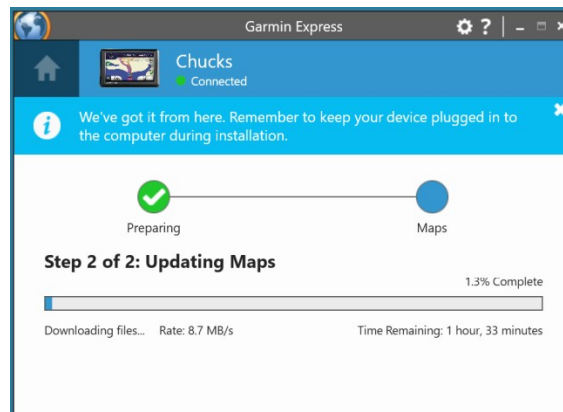 Garmin Express
Chucks
Connected
We've got it from here. Remember to keep your device plugged in to
the computer during installation.
Preparing
Maps
Step 2 of 2: Updating Maps
1.3% Complete
Downloading files... Rate: 8.7 MB/s
Time Remaining: 1 hour, 33 minutes